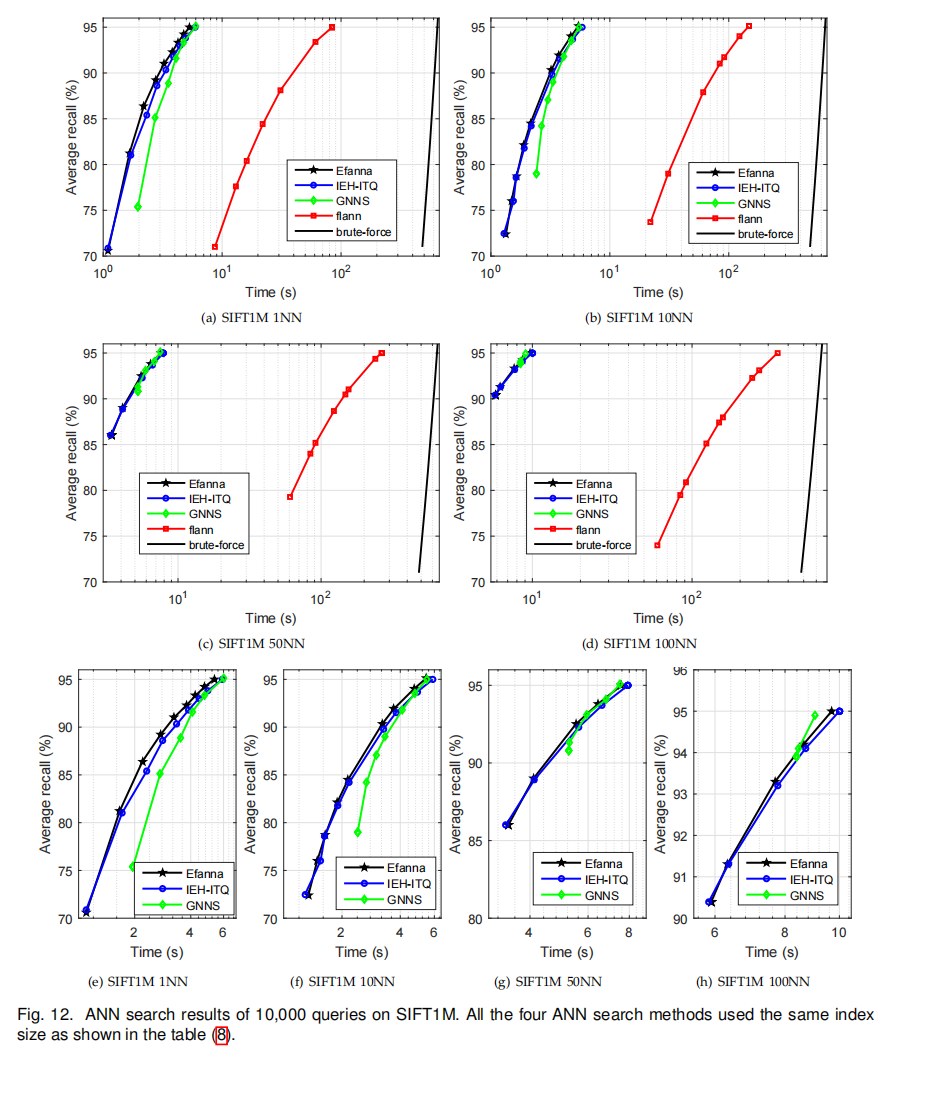 95
90
85
80
75
70
Average recall (%)
10^0
10^1
10^2
Time (s)
Efanna
IEH-ITQ
GNNS
flann
brute-force
(a) SIFT1M 1NN
95
90
85
80
75
70
Average recall (%)
10^0
10^1
10^2
Time (s)
Efanna
IEH-ITQ
GNNS
flann
brute-force
(b) SIFT1M 10NN
95
90
85
80
75
70
Average recall (%)
10^1
10^2
Time (s)
Efanna
IEH-ITQ
GNNS
flann
brute-force
(c) SIFT1M 50NN
95
90
85
80
75
70
Average recall (%)
10^1
10^2
Time (s)
Efanna
IEH-ITQ
GNNS
flann
brute-force
(d) SIFT1M 100NN
95
90
85
80
75
70
Average recall (%)
2 4 6
Time (s)
Efanna
IEH-ITQ
GNNS
(e) SIFT1M 1NN
95
90
85
80
75
70
Average recall (%)
2 4 6
Time (s)
Efanna
IEH-ITQ
GNNS
(f) SIFT1M 10NN
95
90
85
80
Average recall (%)
4 6 8
Time (s)
Efanna
IEH-ITQ
GNNS
(g) SIFT1M 50NN
96
95
94
93
92
91
90
Average recall (%)
6 8 10
Time (s)
Efanna
IEH-ITQ
GNNS
(h) SIFT1M 100NN
Fig. 12. ANN search results of 10,000 queries on SIFT1M. All the four ANN search methods used the same index
size as shown in the table (8).